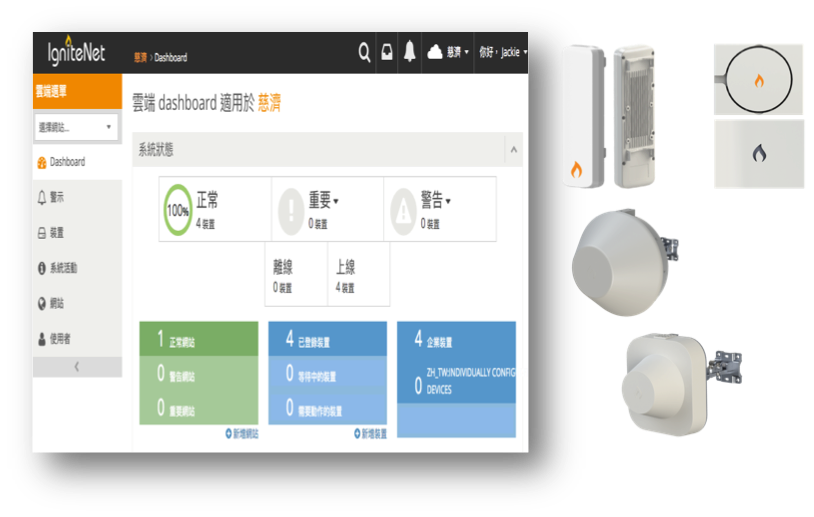 IgniteNet
慈濟 › Dashboard
慈濟
你好，Jackie
雲端選單
選擇網站...
Dashboard
警示
裝置
系統活動
網站
使用者
雲端 dashboard 適用於 慈濟
系統狀態
100%
正常
4 裝置
重要
0 裝置
警告
0 裝置
離線
0 裝置
上線
4 裝置
1 正常網站
0 警告網站
0 重要網站
新增網站
4 已登錄裝置
0 等待中的裝置
0 需要動作的裝置
新增裝置
4 企業裝置
0 ZH_TW:INDIVIDUALLY CONFIG
DEVICES